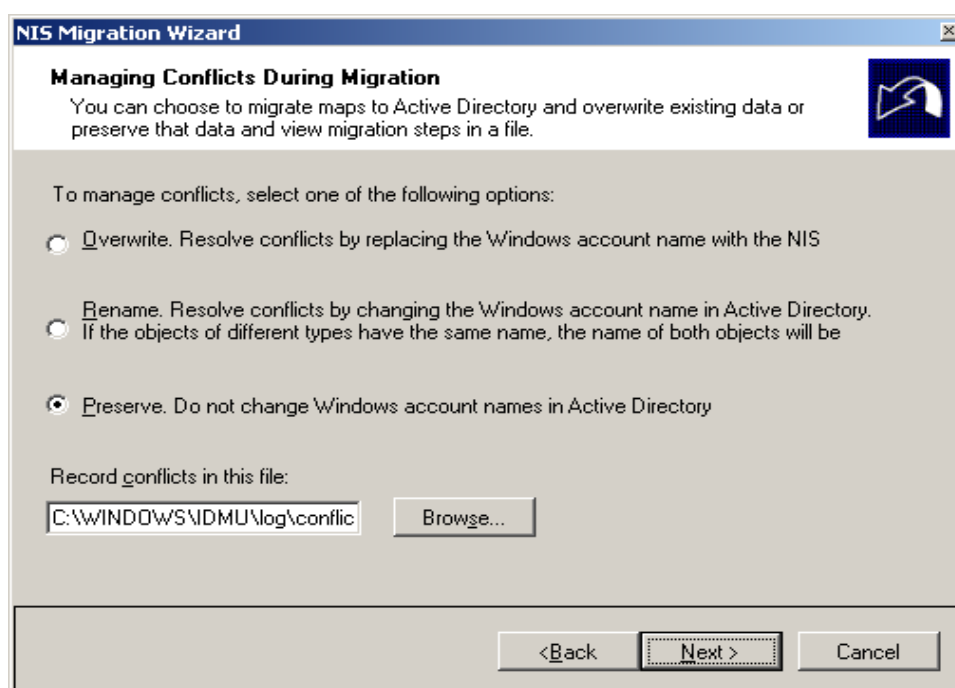 NIS Migration Wizard
Managing Conflicts During Migration
You can choose to migrate maps to Active Directory and overwrite existing data or
preserve that data and view migration steps in a file.
To manage conflicts, select one of the following options:
Overwrite. Resolve conflicts by replacing the Windows account name with the NIS
Rename. Resolve conflicts by changing the Windows account name in Active Directory.
If the objects of different types have the same name, the name of both objects will be
Preserve. Do not change Windows account names in Active Directory
Record conflicts in this file:
C:\WINDOWS\IDMU\log\conflic
Browse...
<Back
Next >
Cancel